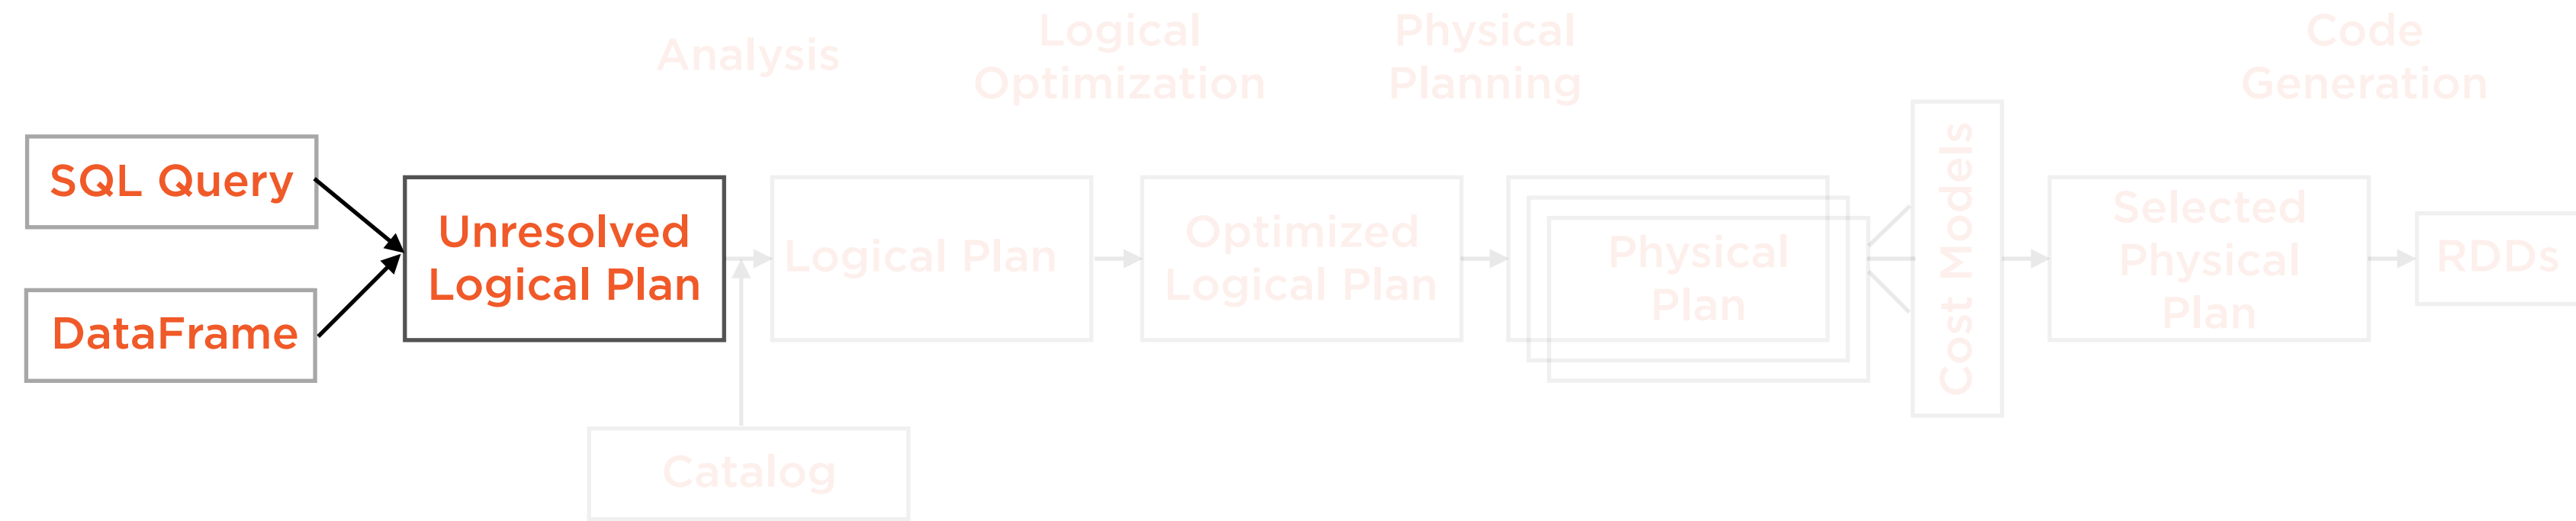 Analysis
Logical
Optimization
Physical
Planning
Code
Generation
SQL Query
DataFrame
Unresolved
Logical Plan
Logical Plan
Catalog
Optimized
Logical Plan
Physical
Plan
Cost Models
Selected
Physical
Plan
RDDs